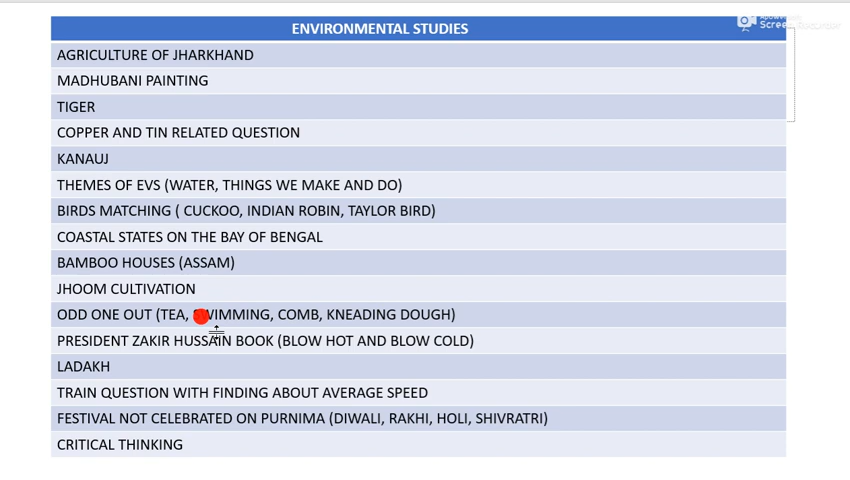 ENVIRONMENTAL STUDIES
AGRICULTURE OF JHARKHAND
MADHUBANI PAINTING
TIGER
COPPER AND TIN RELATED QUESTION
KANAUJ
THEMES OF EVS (WATER, THINGS WE MAKE AND DO)
BIRDS MATCHING ( CUCKOO, INDIAN ROBIN, TAYLOR BIRD)
COASTAL STATES ON THE BAY OF BENGAL
BAMBOO HOUSES (ASSAM)
JHOOM CULTIVATION
ODD ONE OUT (TEA, SWIMMING, COMB, KNEADING DOUGH)
PRESIDENT ZAKIR HUSSAIN BOOK (BLOW HOT AND BLOW COLD)
LADAKH
TRAIN QUESTION WITH FINDING ABOUT AVERAGE SPEED
FESTIVAL NOT CELEBRATED ON PURNIMA (DIWALI, RAKHI, HOLI, SHIVRATRI)
CRITICAL THINKING